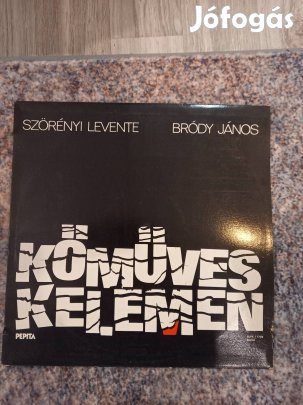 Jófogás
SZÖRÉNYI LEVENTE BRÓDY JÁNOS
KŐMŰVES
KELEMEN
PEPITA